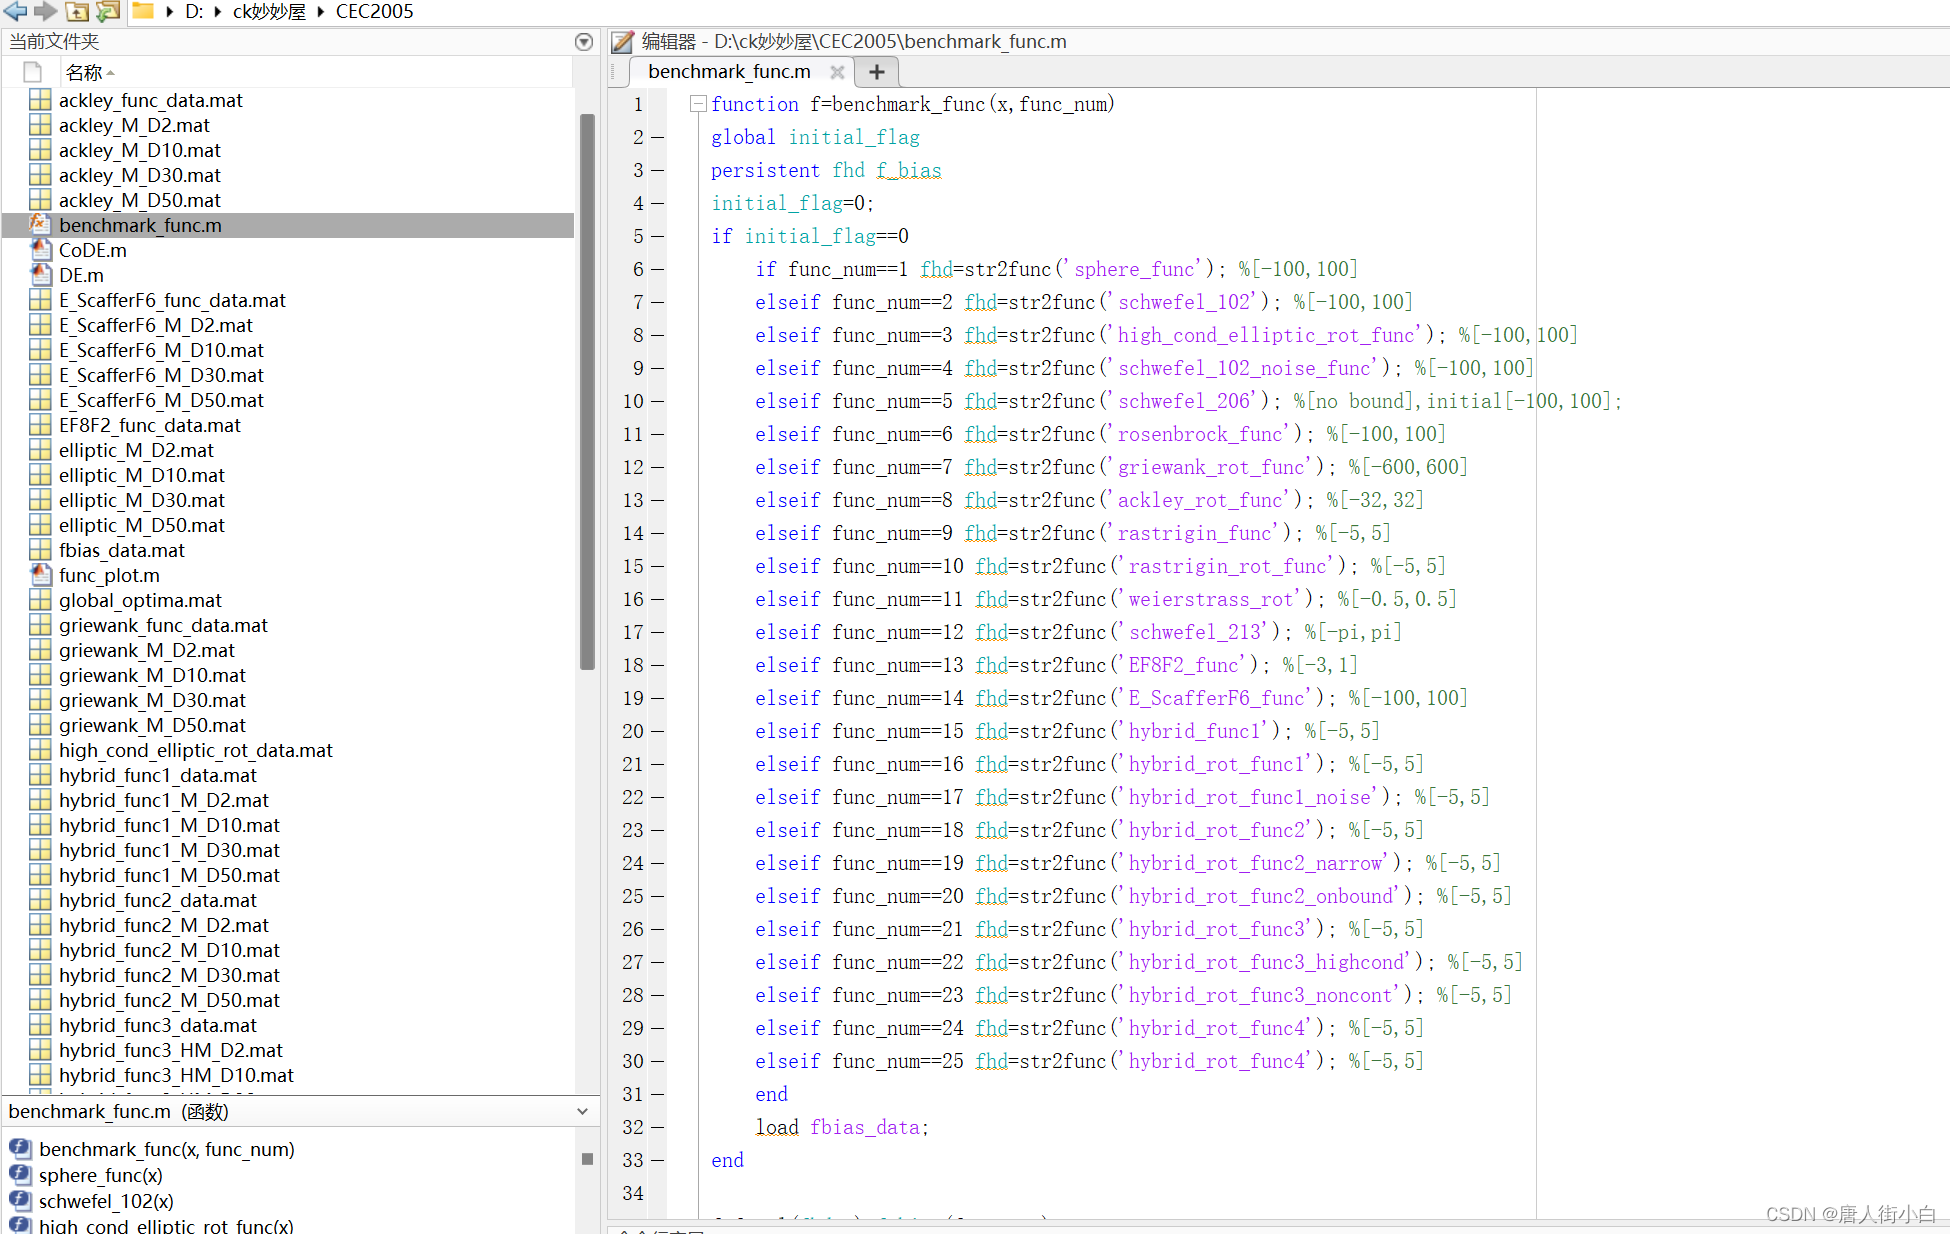 D: ck妙妙屋 CEC2005
当前文件夹
名称
ackley_func_data.mat
ackley_M_D2.mat
ackley_M_D10.mat
ackley_M_D30.mat
ackley_M_D50.mat
benchmark_func.m
CoDE.m
DE.m
E_ScafferF6_func_data.mat
E_ScafferF6_M_D2.mat
E_ScafferF6_M_D10.mat
E_ScafferF6_M_D30.mat
E_ScafferF6_M_D50.mat
EF8F2_func_data.mat
elliptic_M_D2.mat
elliptic_M_D10.mat
elliptic_M_D30.mat
elliptic_M_D50.mat
fbias_data.mat
func_plot.m
global_optima.mat
griewank_func_data.mat
griewank_M_D2.mat
griewank_M_D10.mat
griewank_M_D30.mat
griewank_M_D50.mat
high_cond_elliptic_rot_data.mat
hybrid_func1_data.mat
hybrid_func1_M_D2.mat
hybrid_func1_M_D10.mat
hybrid_func1_M_D30.mat
hybrid_func1_M_D50.mat
hybrid_func2_data.mat
hybrid_func2_M_D2.mat
hybrid_func2_M_D10.mat
hybrid_func2_M_D30.mat
hybrid_func2_M_D50.mat
hybrid_func3_data.mat
hybrid_func3_HM_D2.mat
hybrid_func3_HM_D10.mat
benchmark_func.m (函数)
benchmark_func(x, func_num)
sphere_func(x)
schwefel_102(x)
high_cond_elliptic_rot_func(x)
编辑器 - D:\ck妙妙屋\CEC2005\benchmark_func.m
benchmark_func.m
1 function f=benchmark_func(x,func_num)
2 global initial_flag
3 persistent fhd f_bias
4 initial_flag=0;
5 if initial_flag==0
6 if func_num==1 fhd=str2func('sphere_func'); %[-100,100]
7 elseif func_num==2 fhd=str2func('schwefel_102'); %[-100,100]
8 elseif func_num==3 fhd=str2func('high_cond_elliptic_rot_func'); %[-100,100]
9 elseif func_num==4 fhd=str2func('schwefel_102_noise_func'); %[-100,100]
10 elseif func_num==5 fhd=str2func('schwefel_206'); %[no bound],initial[-100,100];
11 elseif func_num==6 fhd=str2func('rosenbrock_func'); %[-100,100]
12 elseif func_num==7 fhd=str2func('griewank_rot_func'); %[-600,600]
13 elseif func_num==8 fhd=str2func('ackley_rot_func'); %[-32,32]
14 elseif func_num==9 fhd=str2func('rastrigin_func'); %[-5,5]
15 elseif func_num==10 fhd=str2func('rastrigin_rot_func'); %[-5,5]
16 elseif func_num==11 fhd=str2func('weierstrass_rot'); %[-0.5,0.5]
17 elseif func_num==12 fhd=str2func('schwefel_213'); %[-pi,pi]
18 elseif func_num==13 fhd=str2func('EF8F2_func'); %[-3,1]
19 elseif func_num==14 fhd=str2func('E_ScafferF6_func'); %[-100,100]
20 elseif func_num==15 fhd=str2func('hybrid_func1'); %[-5,5]
21 elseif func_num==16 fhd=str2func('hybrid_rot_func1'); %[-5,5]
22 elseif func_num==17 fhd=str2func('hybrid_rot_func1_noise'); %[-5,5]
23 elseif func_num==18 fhd=str2func('hybrid_rot_func2'); %[-5,5]
24 elseif func_num==19 fhd=str2func('hybrid_rot_func2_narrow'); %[-5,5]
25 elseif func_num==20 fhd=str2func('hybrid_rot_func2_onbound'); %[-5,5]
26 elseif func_num==21 fhd=str2func('hybrid_rot_func3'); %[-5,5]
27 elseif func_num==22 fhd=str2func('hybrid_rot_func3_highcond'); %[-5,5]
28 elseif func_num==23 fhd=str2func('hybrid_rot_func3_noncont'); %[-5,5]
29 elseif func_num==24 fhd=str2func('hybrid_rot_func4'); %[-5,5]
30 elseif func_num==25 fhd=str2func('hybrid_rot_func4'); %[-5,5]
31 end
32 load fbias_data;
33 end
34
CSDN @唐人街小白